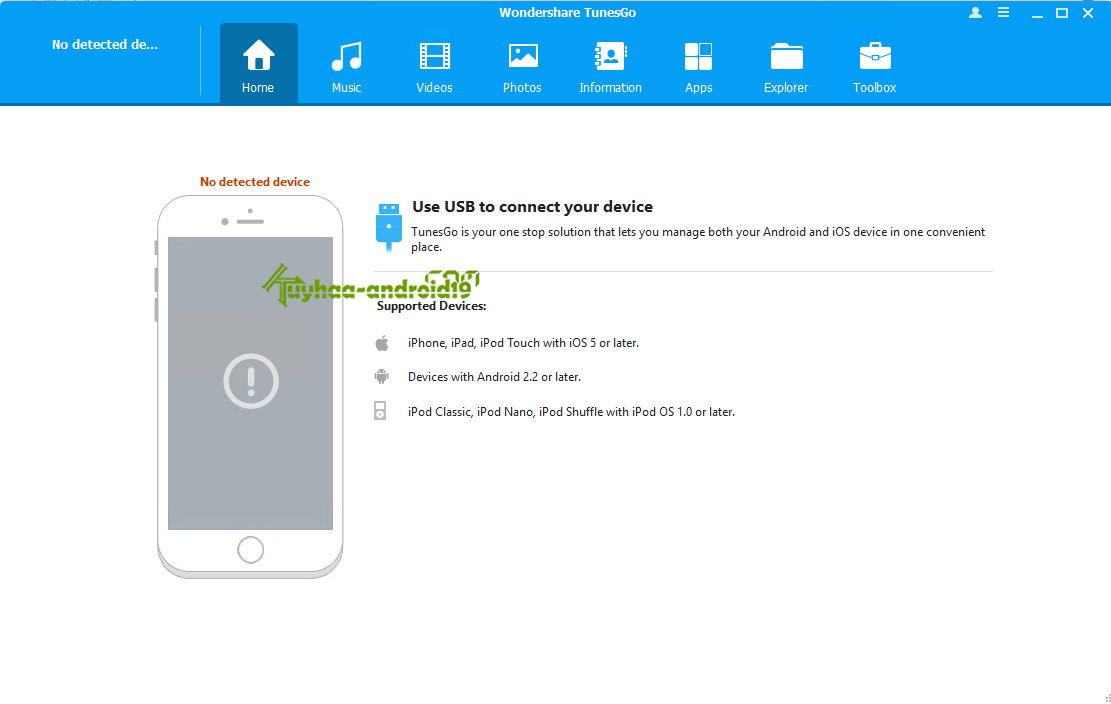 Wondershare TunesGo
No detected de...
Home
Music
Videos
Photos
Information
Apps
Explorer
Toolbox
No detected device
Use USB to connect your device
TunesGo is your one stop solution that lets you manage both your Android and iOS device in one convenient
place.
kuyhaa-android19
.com
Supported Devices:
iPhone, iPad, iPod Touch with iOS 5 or later.
Devices with Android 2.2 or later.
iPod Classic, iPod Nano, iPod Shuffle with iPod OS 1.0 or later.